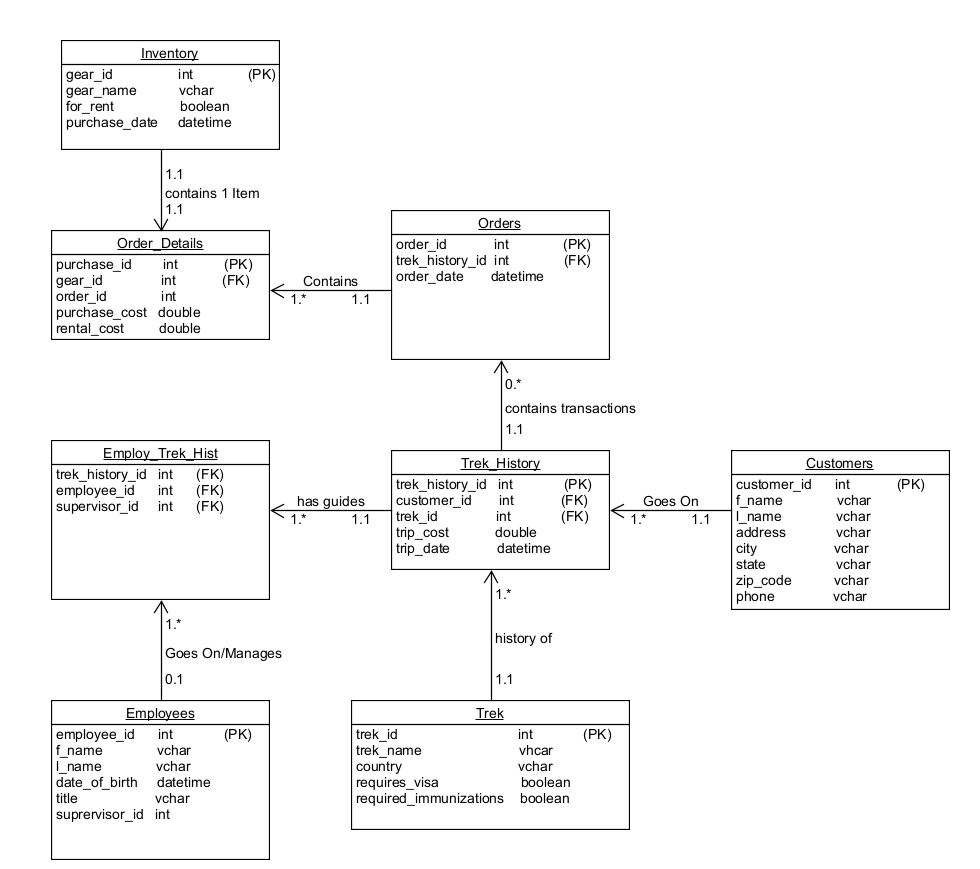 Inventory
gear_id int (PK)
gear_name vchar
for_rent boolean
purchase_date datetime
1.1
contains 1 Item
1.1
Order_Details
purchase_id int (PK)
gear_id int (FK)
order_id int
purchase_cost double
rental_cost double
Contains
1.* 1.1
Orders
order_id int (PK)
trek_history_id int (FK)
order_date datetime
0.*
contains transactions
1.1
Employ_Trek_Hist
trek_history_id int (FK)
employee_id int (FK)
supervisor_id int (FK)
has guides
1.* 1.1
Trek_History
trek_history_id int (PK)
customer_id int (FK)
trek_id int (FK)
trip_cost double
trip_date datetime
Goes On
1.* 1.1
Customers
customer_id int (PK)
f_name vchar
l_name vchar
address vchar
city vchar
state vchar
zip_code vchar
phone vchar
1.*
Goes On/Manages
0.1
1.*
history of
1.1
Employees
employee_id int (PK)
f_name vchar
l_name vchar
date_of_birth datetime
title vchar
suprervisor_id int
Trek
trek_id int (PK)
trek_name vhcar
country vchar
requires_visa boolean
required_immunizations boolean